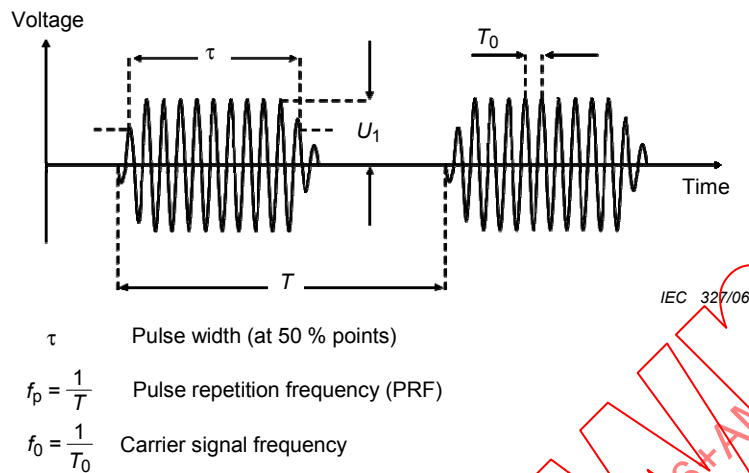 Voltage
τ
T₀
U₁
Time
T
IEC 327/06
τ Pulse width (at 50 % points)
fₚ = 1/T Pulse repetition frequency (PRF)
f₀ = 1/T₀ Carrier signal frequency